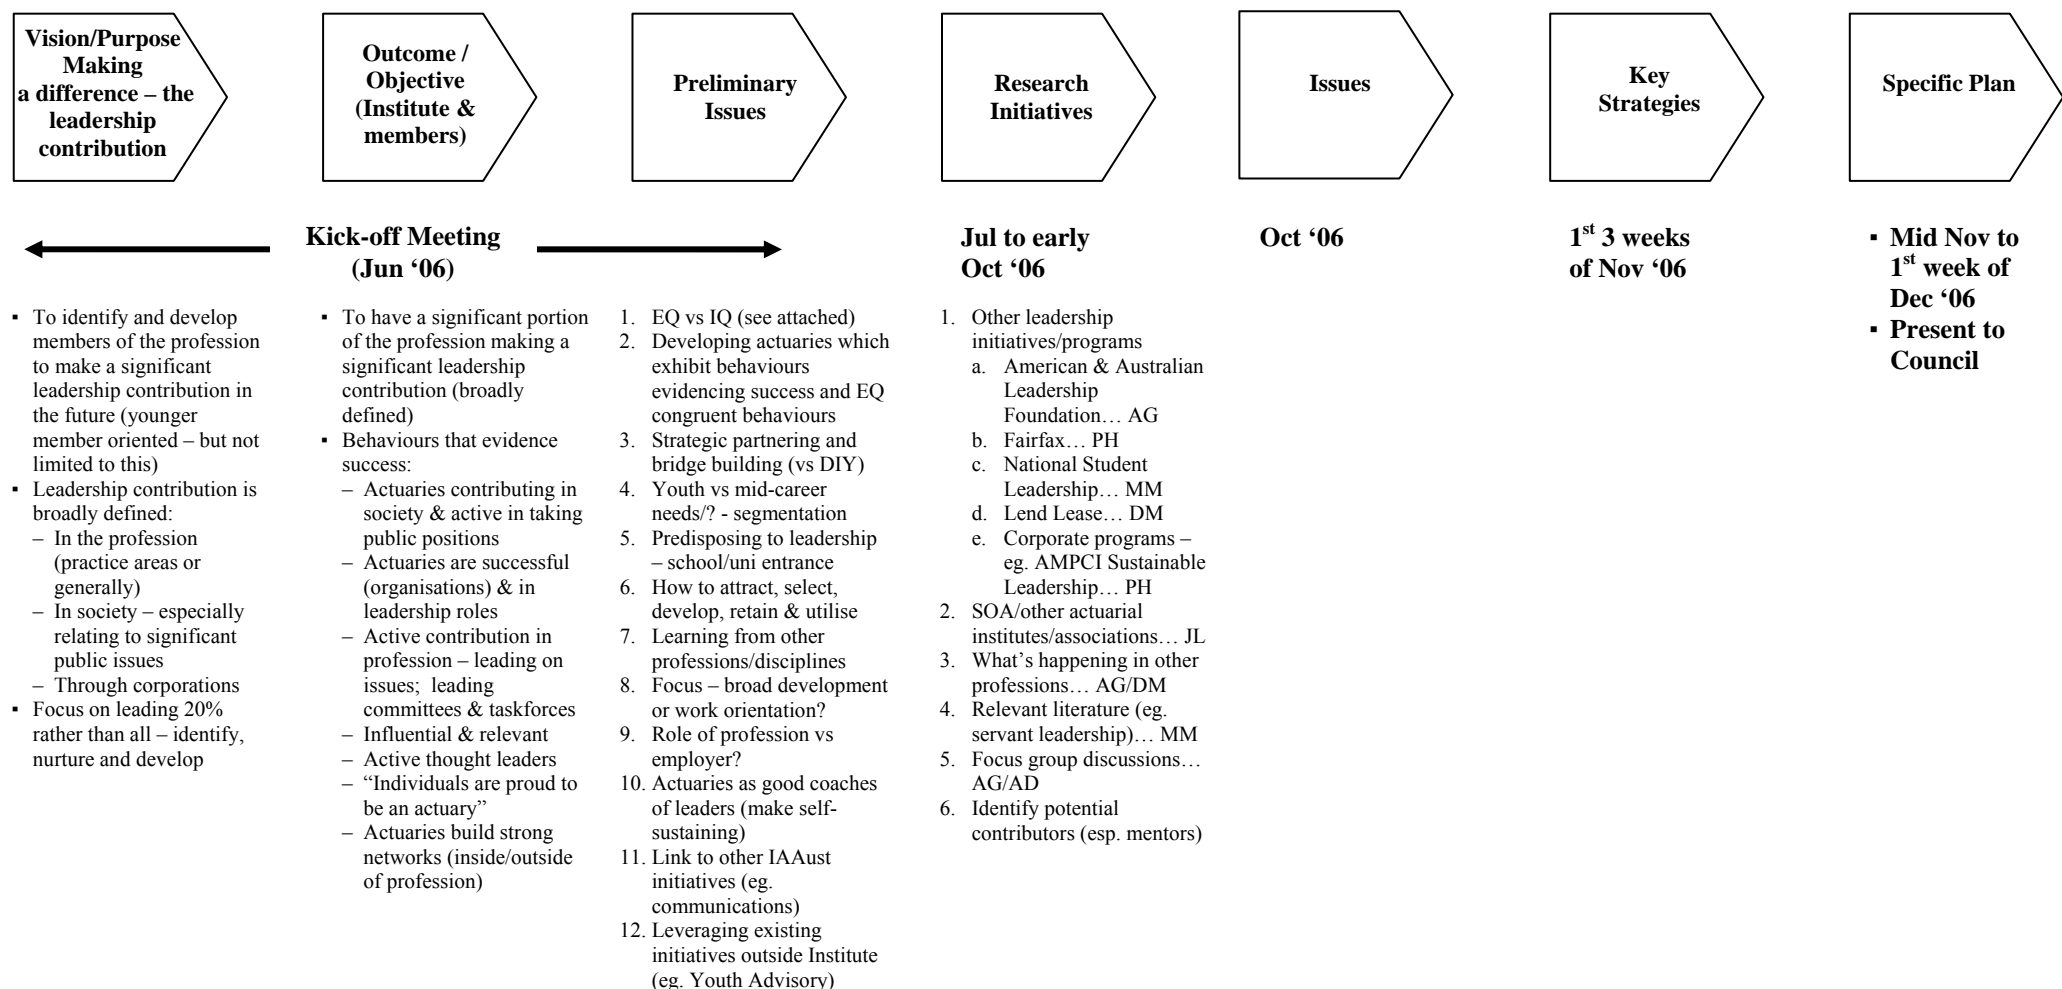 Vision/Purpose
Making
a difference – the
leadership
contribution
Outcome /
Objective
(Institute &
members)
Preliminary
Issues
Research
Initiatives
Issues
Key
Strategies
Specific Plan
Kick-off Meeting
(Jun ‘06)
Jul to early
Oct ‘06
Oct ‘06
1st 3 weeks
of Nov ‘06
▪ Mid Nov to
1st week of
Dec ‘06
▪ Present to
Council
▪ To identify and develop
members of the profession
to make a significant
leadership contribution in
the future (younger
member oriented – but not
limited to this)
▪ Leadership contribution is
broadly defined:
– In the profession
(practice areas or
generally)
– In society – especially
relating to significant
public issues
– Through corporations
▪ Focus on leading 20%
rather than all – identify,
nurture and develop
▪ To have a significant portion
of the profession making a
significant leadership
contribution (broadly
defined)
▪ Behaviours that evidence
success:
– Actuaries contributing in
society & active in taking
public positions
– Actuaries are successful
(organisations) & in
leadership roles
– Active contribution in
profession – leading on
issues; leading
committees & taskforces
– Influential & relevant
– Active thought leaders
– “Individuals are proud to
be an actuary”
– Actuaries build strong
networks (inside/outside
of profession)
1. EQ vs IQ (see attached)
2. Developing actuaries which
exhibit behaviours
evidencing success and EQ
congruent behaviours
3. Strategic partnering and
bridge building (vs DIY)
4. Youth vs mid-career
needs/? - segmentation
5. Predisposing to leadership
– school/uni entrance
6. How to attract, select,
develop, retain & utilise
7. Learning from other
professions/disciplines
8. Focus – broad development
or work orientation?
9. Role of profession vs
employer?
10. Actuaries as good coaches
of leaders (make self-
sustaining)
11. Link to other IAAust
initiatives (eg.
communications)
12. Leveraging existing
initiatives outside Institute
(eg. Youth Advisory)
1. Other leadership
initiatives/programs
a. American & Australian
Leadership
Foundation… AG
b. Fairfax… PH
c. National Student
Leadership… MM
d. Lend Lease… DM
e. Corporate programs –
eg. AMPCI Sustainable
Leadership… PH
2. SOA/other actuarial
institutes/associations… JL
3. What’s happening in other
professions… AG/DM
4. Relevant literature (eg.
servant leadership)… MM
5. Focus group discussions…
AG/AD
6. Identify potential
contributors (esp. mentors)